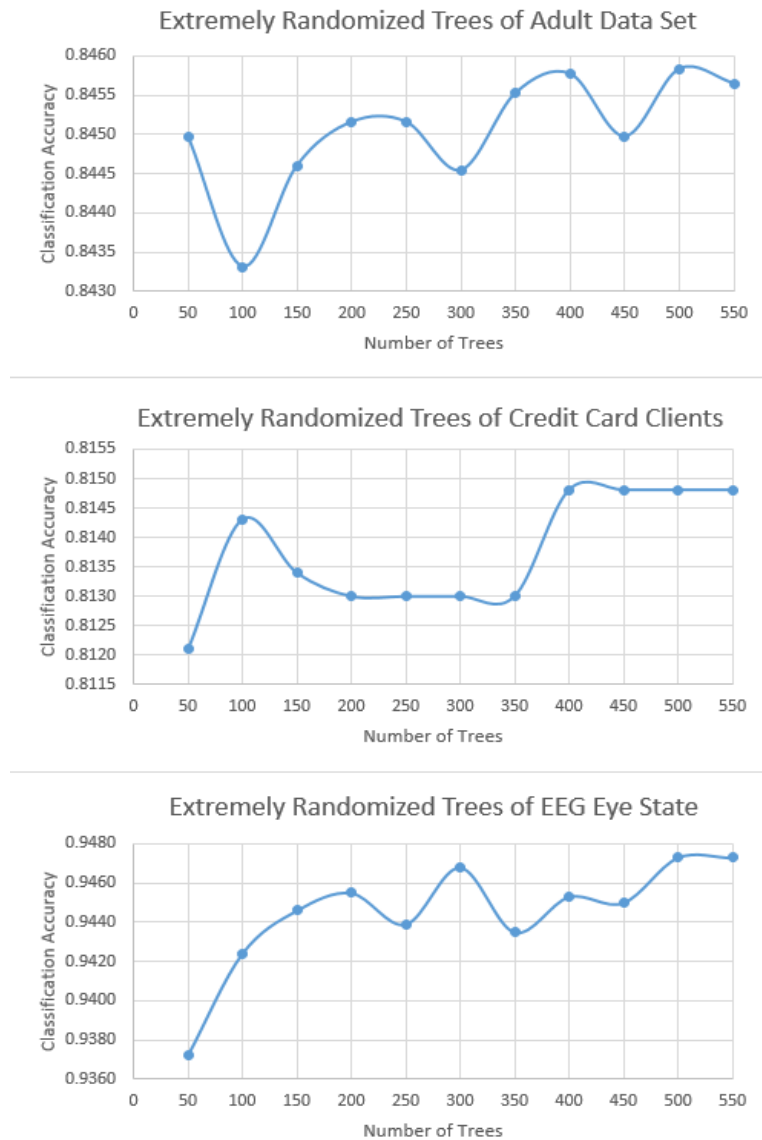 Extremely Randomized Trees of Adult Data Set
0.8460
0.8455
0.8450
0.8445
0.8440
0.8435
0.8430
Classification Accuracy
0 50 100 150 200 250 300 350 400 450 500 550
Number of Trees
Extremely Randomized Trees of Credit Card Clients
0.8155
0.8150
0.8145
0.8140
0.8135
0.8130
0.8125
0.8120
0.8115
Classification Accuracy
0 50 100 150 200 250 300 350 400 450 500 550
Number of Trees
Extremely Randomized Trees of EEG Eye State
0.9480
0.9460
0.9440
0.9420
0.9400
0.9380
0.9360
Classification Accuracy
0 50 100 150 200 250 300 350 400 450 500 550
Number of Trees